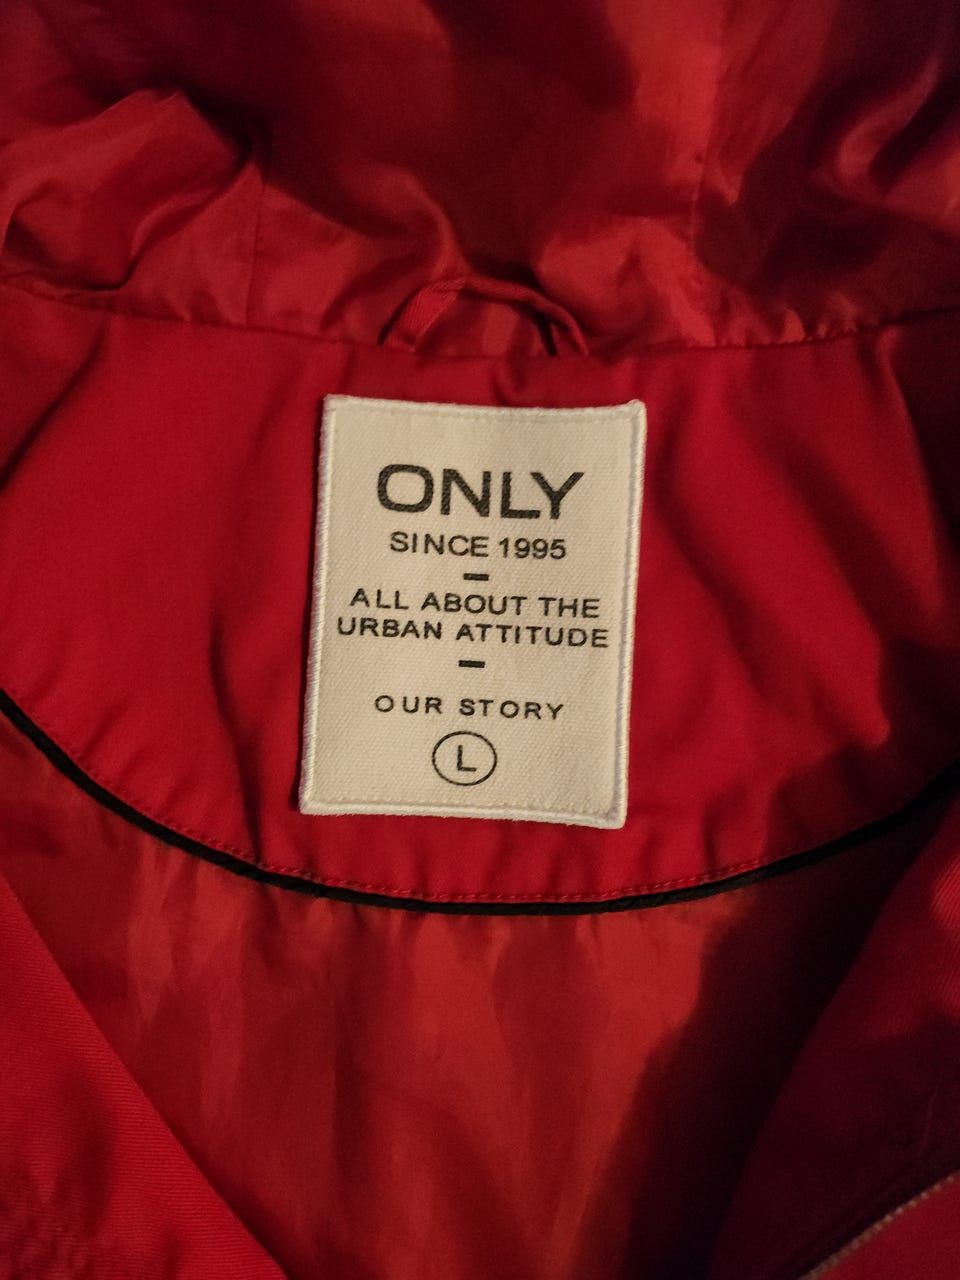 ONLY
SINCE 1995
–
ALL ABOUT THE
URBAN ATTITUDE
–
OUR STORY
L